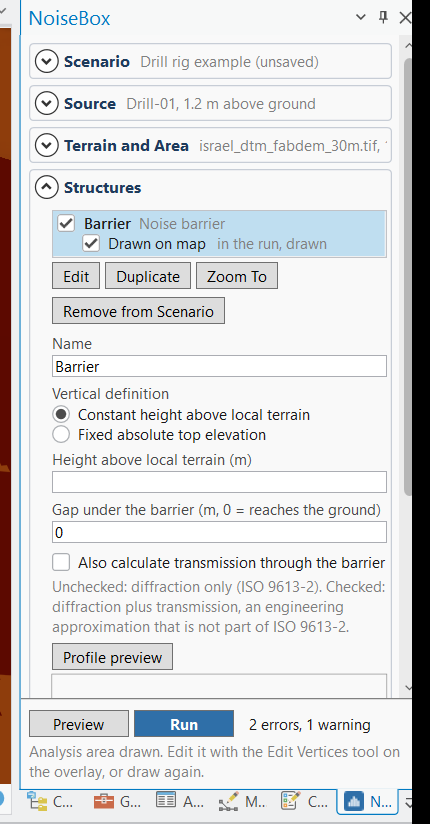 NoiseBox
Scenario Drill rig example (unsaved)
Source Drill-01, 1.2 m above ground
Terrain and Area israel_dtm_fabdem_30m.tif,
Structures
Barrier Noise barrier
Drawn on map in the run, drawn
Edit Duplicate Zoom To
Remove from Scenario
Name
Barrier
Vertical definition
Constant height above local terrain
Fixed absolute top elevation
Height above local terrain (m)
Gap under the barrier (m, 0 = reaches the ground)
0
Also calculate transmission through the barrier
Unchecked: diffraction only (ISO 9613-2). Checked:
diffraction plus transmission, an engineering
approximation that is not part of ISO 9613-2.
Profile preview
Preview Run 2 errors, 1 warning
Analysis area drawn. Edit it with the Edit Vertices tool on
the overlay, or draw again.
C... G... A... M... C... N...